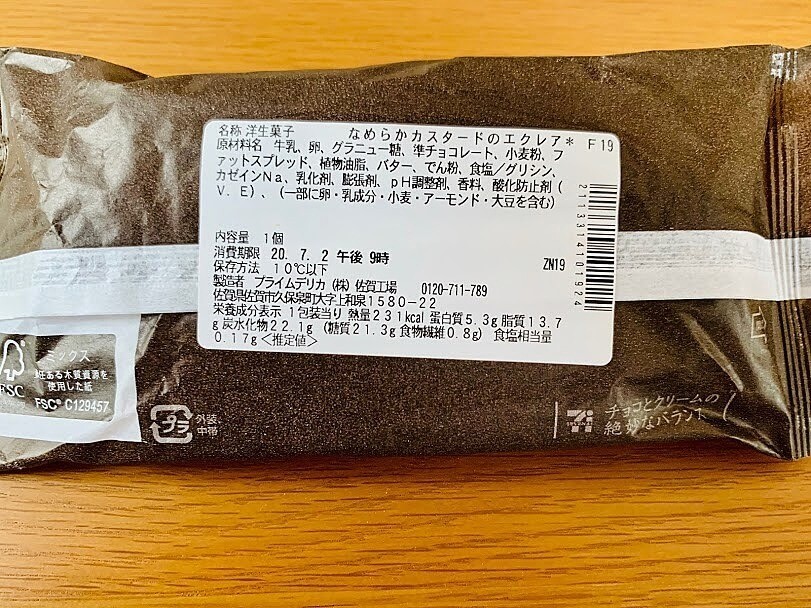 名称 洋生菓子 なめらかカスタードのエクレア* F19
原材料名 牛乳、卵、グラニュー糖、準チョコレート、小麦粉、フ
ァットスプレッド、植物油脂、バター、でん粉、食塩/グリシン、
カゼインNa、乳化剤、膨張剤、pH調整剤、香料、酸化防止剤(
V.E)、(一部に卵・乳成分・小麦・アーモンド・大豆を含む)
内容量 1個
消費期限 20. 7. 2 午後 9時 ZN19
保存方法 10℃以下
製造者 プライムデリカ(株)佐賀工場 0120-711-789
佐賀県佐賀市久保泉町大字上和泉1580-22
栄養成分表示 1包装当り 熱量231kcal 蛋白質5.3g 脂質13.7
g 炭水化物22.1g (糖質21.3g 食物繊維0.8g) 食塩相当量
0.17g<推定値>
2113314101974
FSC
ミックス
責任ある木質資源を
使用した紙
FSC® C129457
プラ
外装
中帯
チョコとクリームの
絶妙なバランス